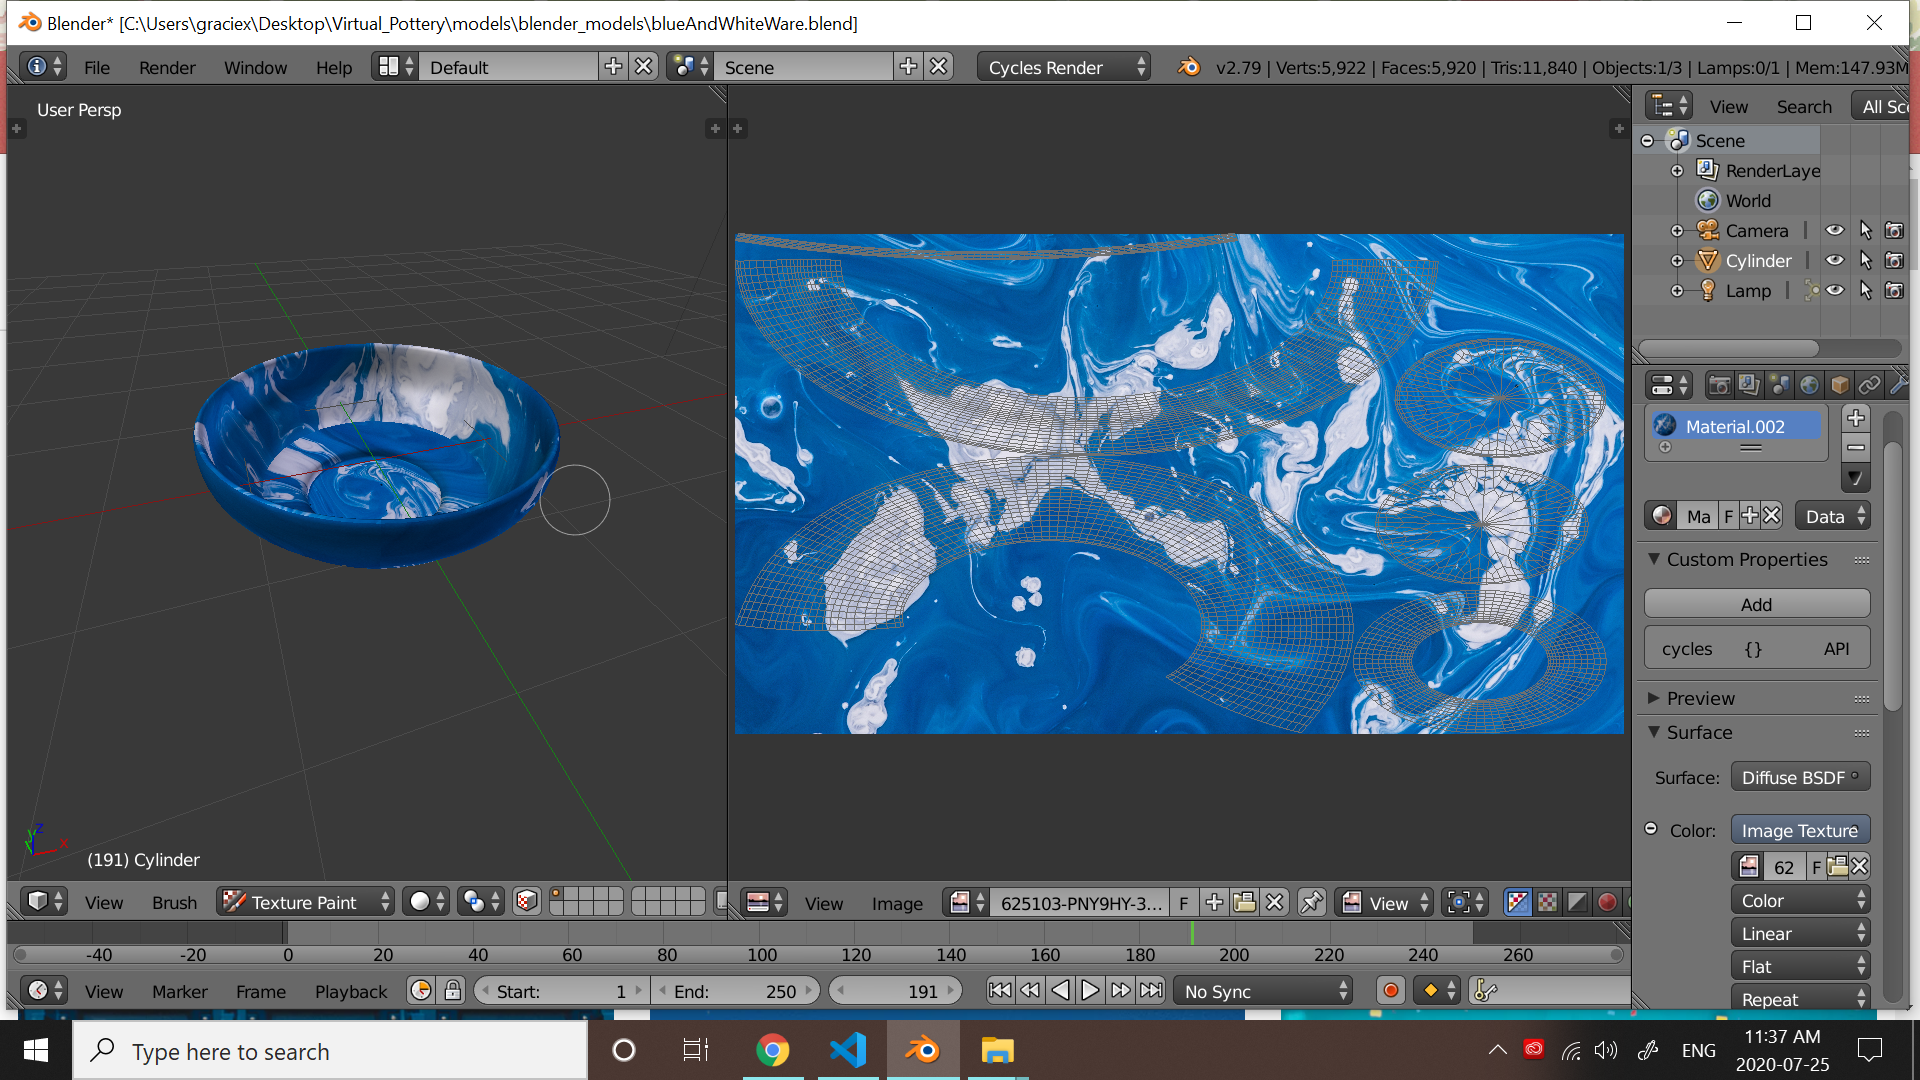 Blender* [C:\Users\graciex\Desktop\Virtual_Pottery\models\blender_models\blueAndWhiteWare.blend]
File Render Window Help Default Scene Cycles Render v2.79 | Verts:5,922 | Faces:5,920 | Tris:11,840 | Objects:1/3 | Lamps:0/1 | Mem:147.93M
User Persp
View Search All Sc
Scene
RenderLaye
World
Camera
Cylinder
Lamp
Material.002
Ma F Data
Custom Properties
Add
cycles {} API
Preview
Surface
Surface: Diffuse BSDF
Color: Image Texture
62 F
Color
Linear
Flat
Repeat
z
y x
(191) Cylinder
View Brush Texture Paint
View Image 625103-PNY9HY-3... F View
-40 -20 0 20 40 60 80 100 120 140 160 180 200 220 240 260
View Marker Frame Playback Start: 1 End: 250 191 No Sync
Type here to search
ENG
11:37 AM
2020-07-25